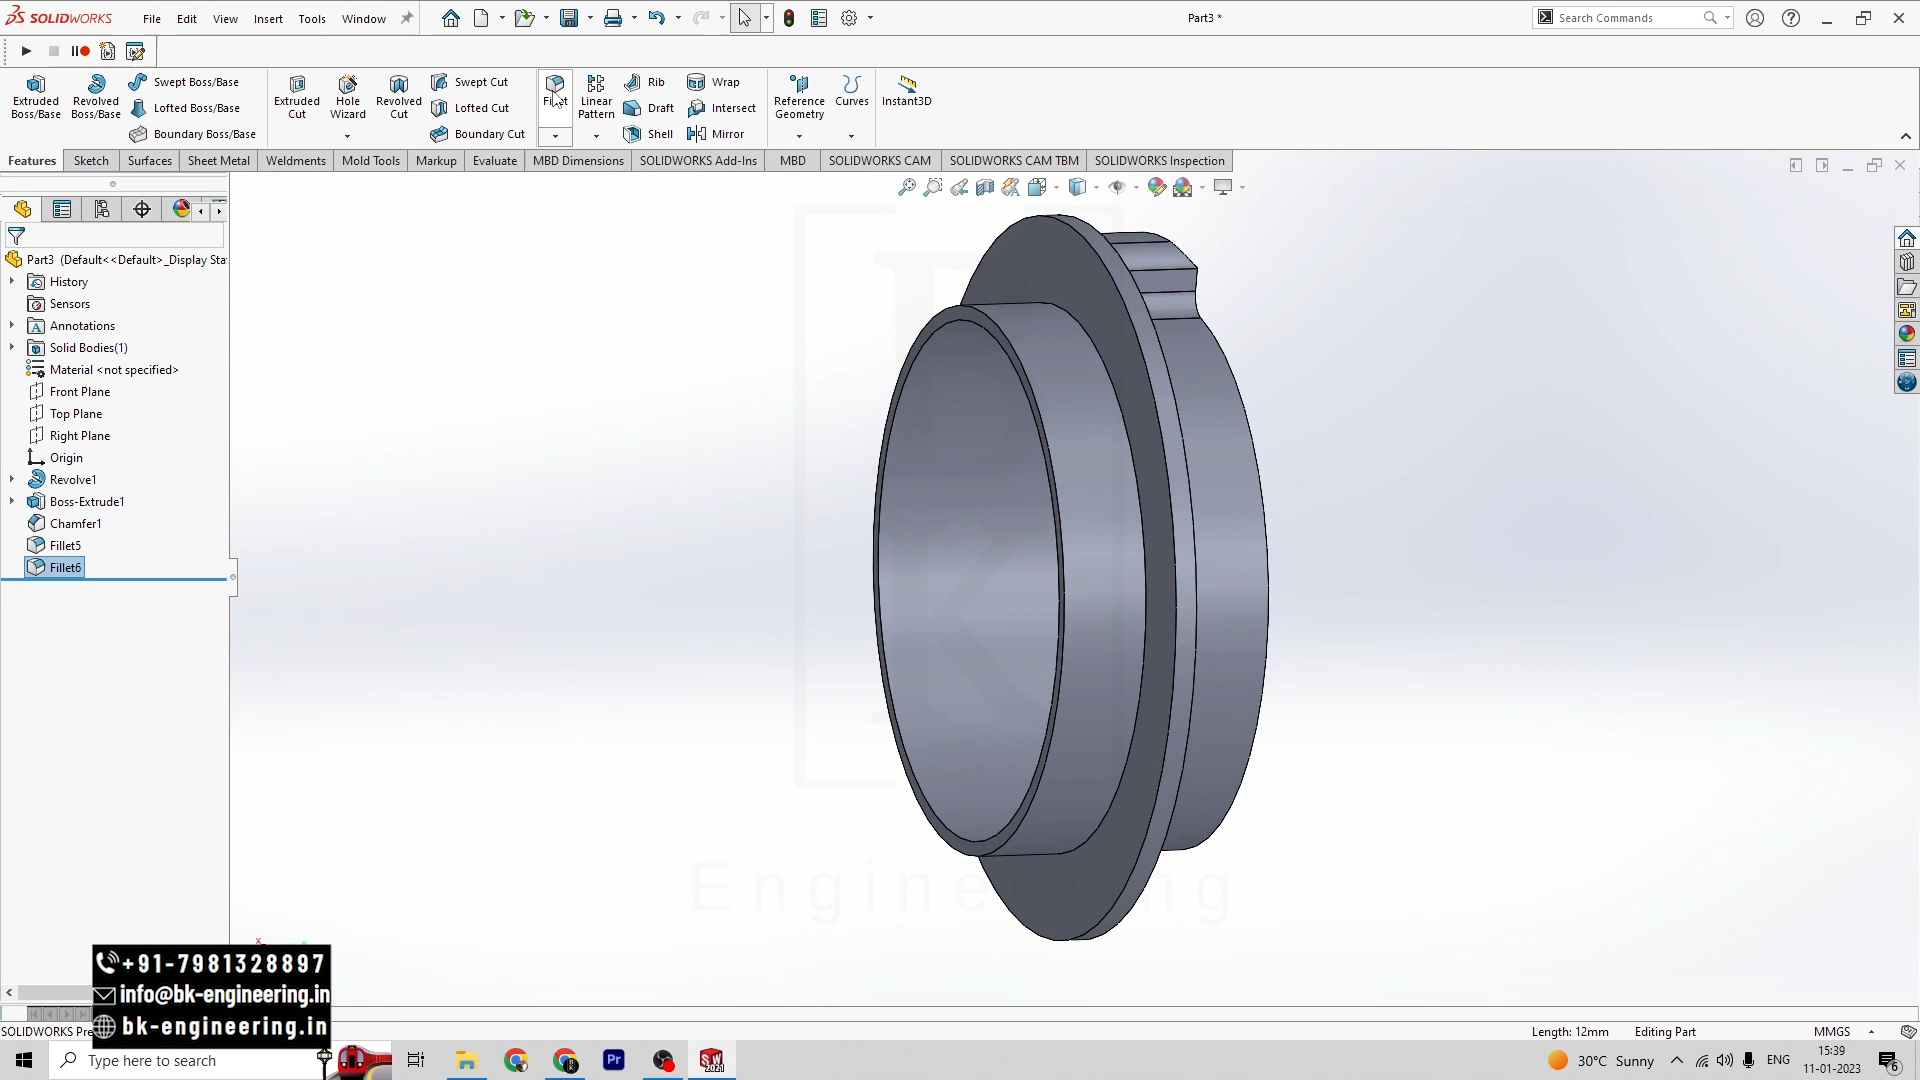 SOLIDWORKS
File Edit View Insert Tools Window
Part3 *
Search Commands
Extruded Boss/Base
Revolved Boss/Base
Swept Boss/Base
Lofted Boss/Base
Boundary Boss/Base
Extruded Cut
Hole Wizard
Revolved Cut
Swept Cut
Lofted Cut
Boundary Cut
Linear Pattern
Rib
Draft
Shell
Wrap
Intersect
Mirror
Reference Geometry
Curves
Instant3D
Features Sketch Surfaces Sheet Metal Weldments Mold Tools Markup Evaluate MBD Dimensions SOLIDWORKS Add-Ins MBD SOLIDWORKS CAM SOLIDWORKS CAM TBM SOLIDWORKS Inspection
Part3 (Default<<Default>_Display Sta
History
Sensors
Annotations
Solid Bodies(1)
Material <not specified>
Front Plane
Top Plane
Right Plane
Origin
Revolve1
Boss-Extrude1
Chamfer1
Fillet5
Fillet6
Engineering
+91-7981328897
info@bk-engineering.in
bk-engineering.in
SOLIDWORKS Pre
Length: 12mm Editing Part MMGS
Type here to search
30°C Sunny
ENG
15:39
11-01-2023
6